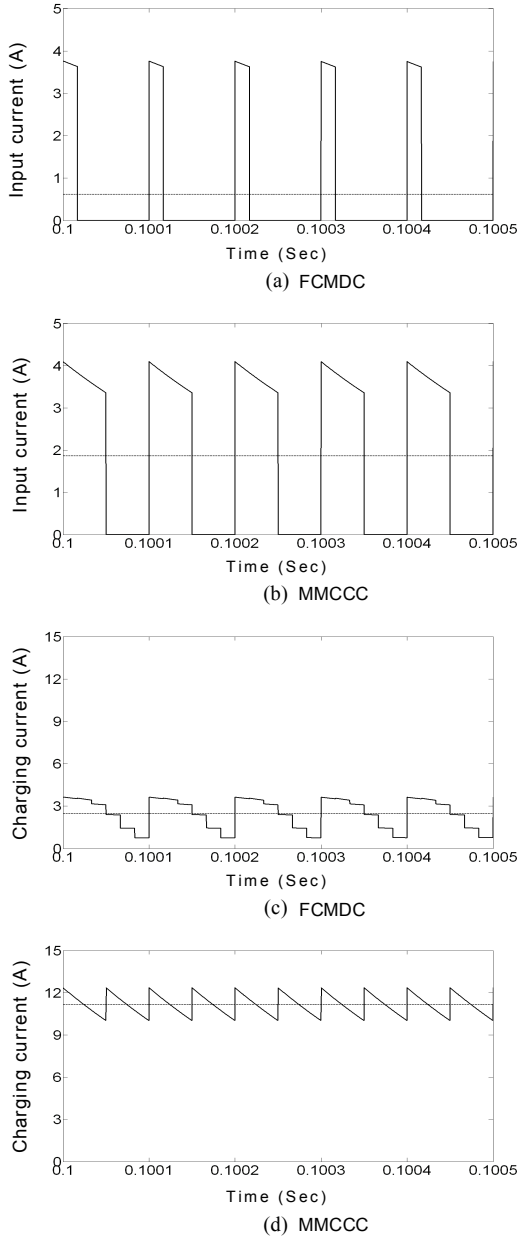 5
4
3
2
1
0
Input current (A)
0.1 0.1001 0.1002 0.1003 0.1004 0.1005
Time (Sec)
(a) FCMDC
5
4
3
2
1
0
Input current (A)
0.1 0.1001 0.1002 0.1003 0.1004 0.1005
Time (Sec)
(b) MMCCC
15
12
9
6
3
0
Charging current (A)
0.1 0.1001 0.1002 0.1003 0.1004 0.1005
Time (Sec)
(c) FCMDC
15
12
9
6
3
0
Charging current (A)
0.1 0.1001 0.1002 0.1003 0.1004 0.1005
Time (Sec)
(d) MMCCC